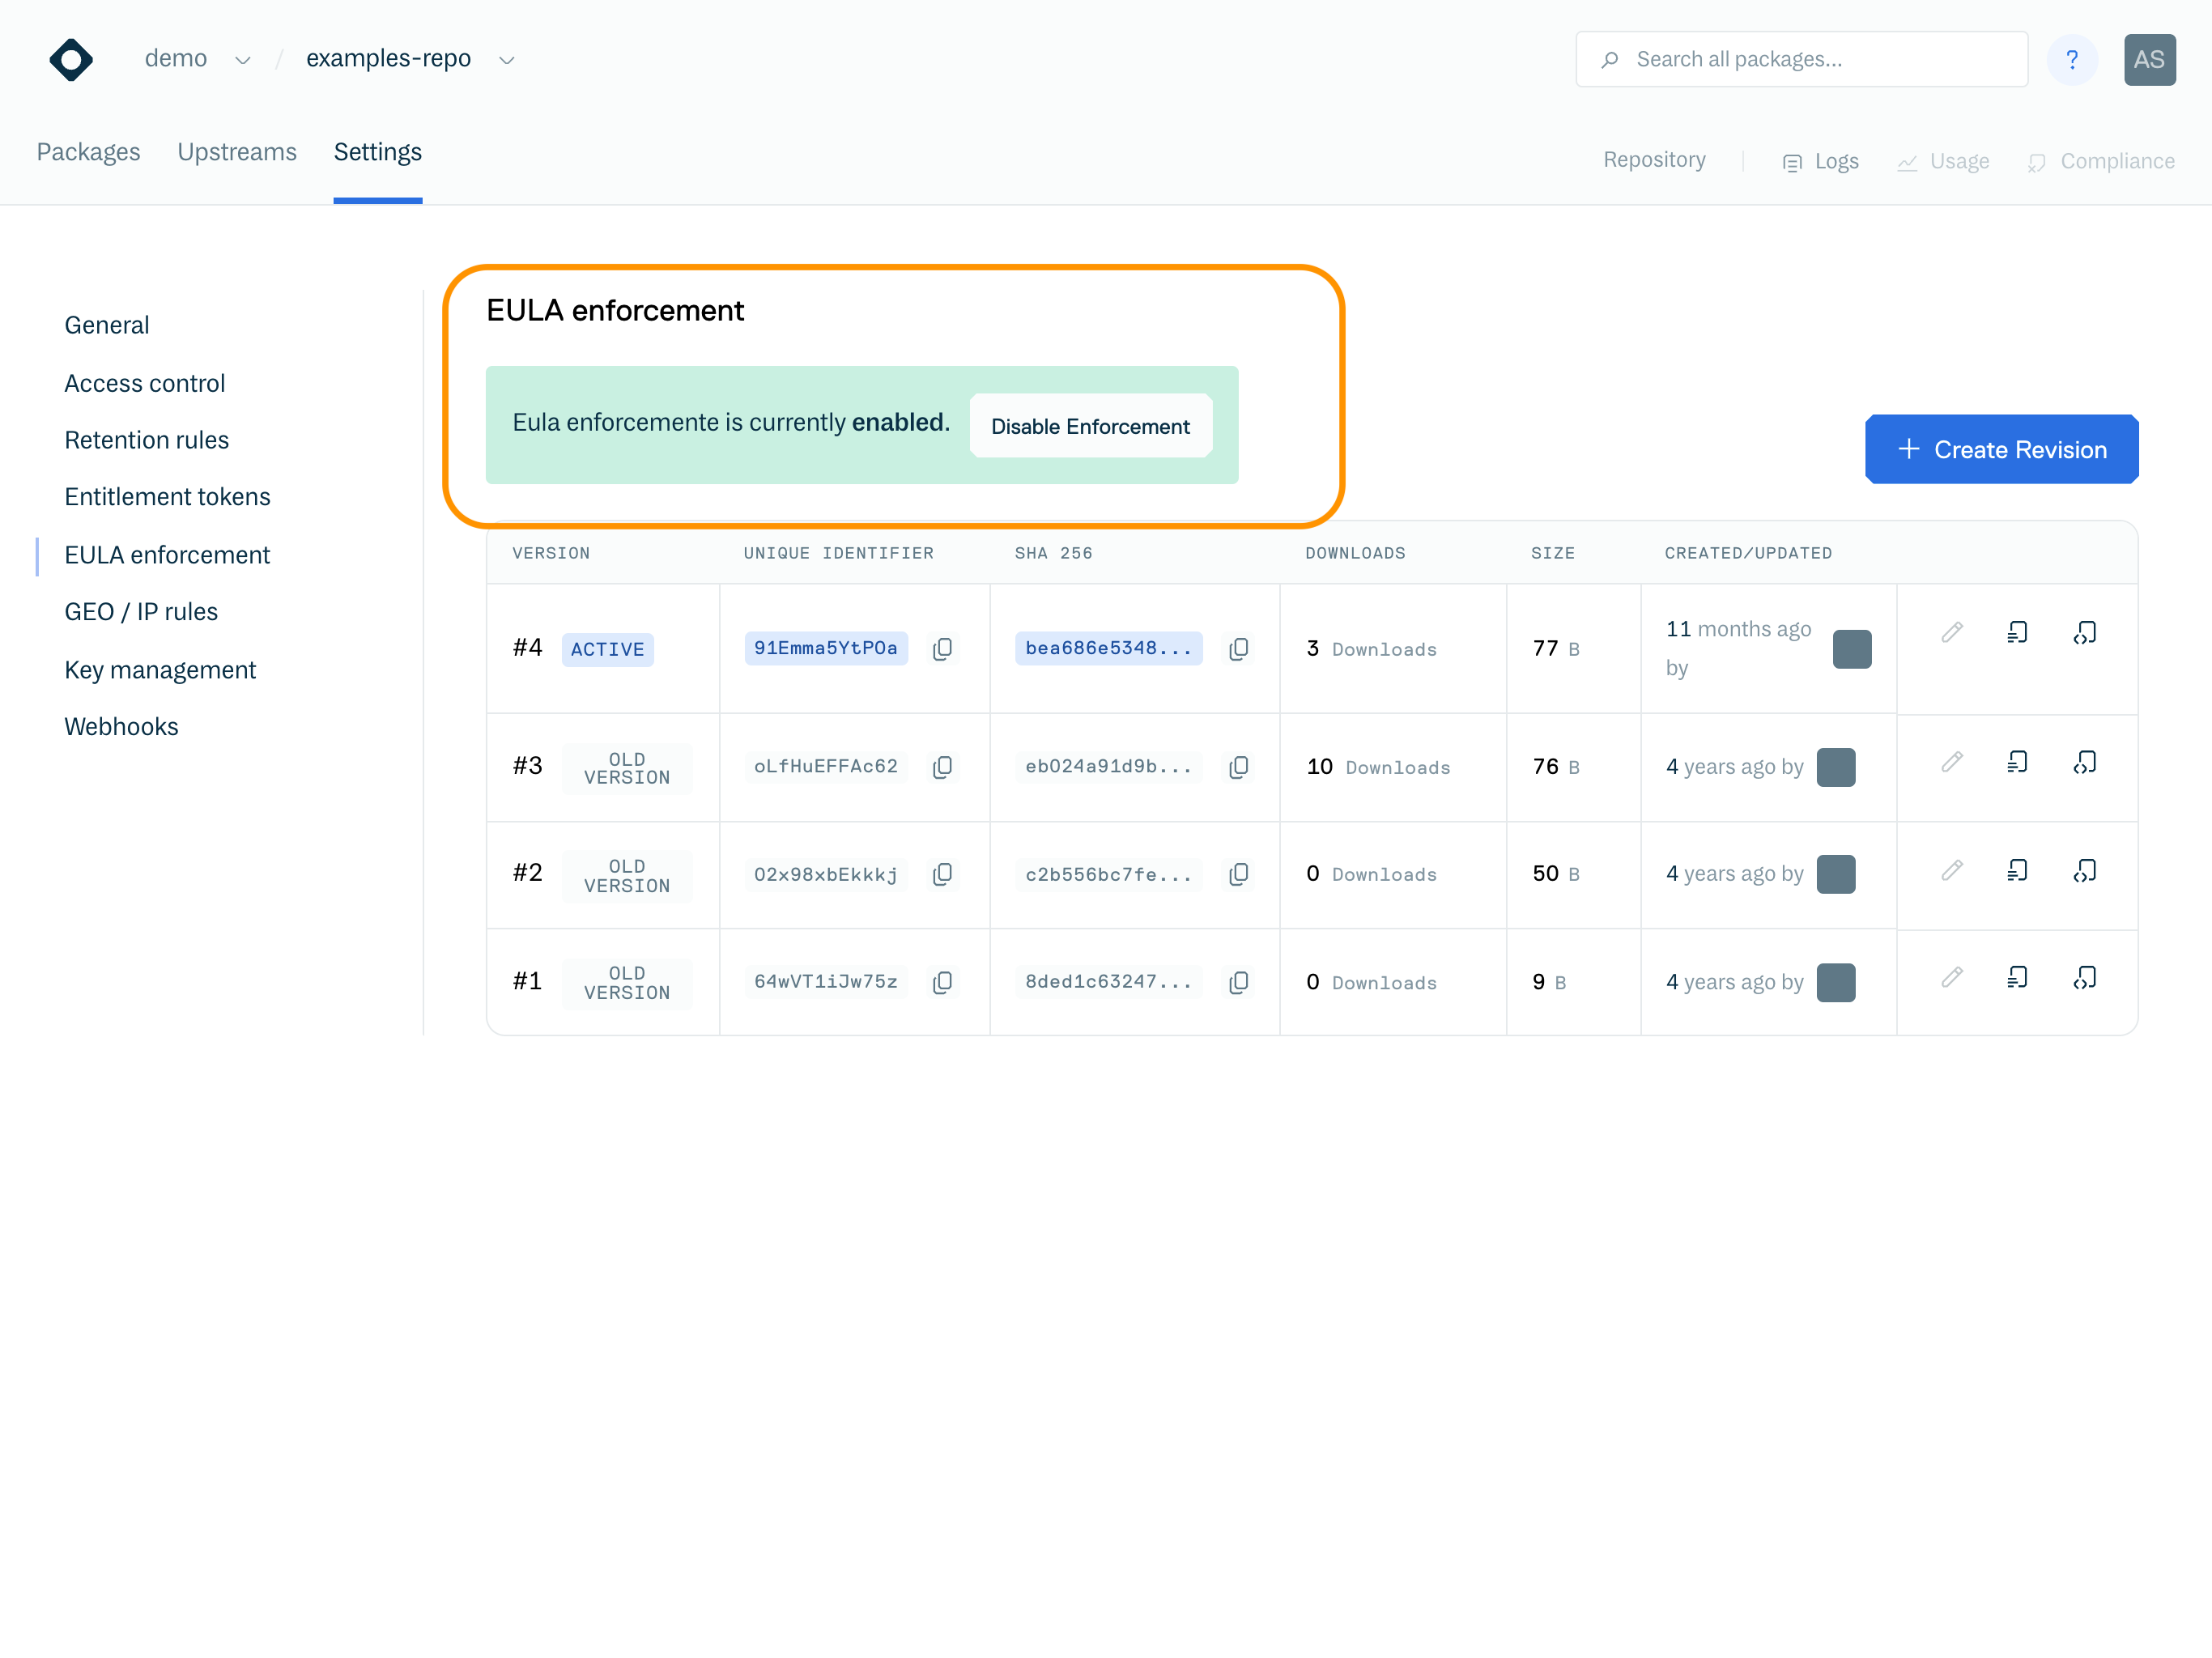 demo / examples-repo
Search all packages...
?
AS
Packages
Upstreams
Settings
Repository
Logs
Usage
Compliance
General
Access control
Retention rules
Entitlement tokens
EULA enforcement
GEO / IP rules
Key management
Webhooks
EULA enforcement
Eula enforcemente is currently enabled.
Disable Enforcement
+ Create Revision
VERSION UNIQUE IDENTIFIER SHA 256 DOWNLOADS SIZE CREATED/UPDATED
#4 ACTIVE 91Emma5YtPOa bea686e5348... 3 Downloads 77 B 11 months ago
by
#3 OLD
VERSION oLfHuEFFAc62 eb024a91d9b... 10 Downloads 76 B 4 years ago by
#2 OLD
VERSION 02x98xbEkkkj c2b556bc7fe... 0 Downloads 50 B 4 years ago by
#1 OLD
VERSION 64wVT1iJw75z 8ded1c63247... 0 Downloads 9 B 4 years ago by